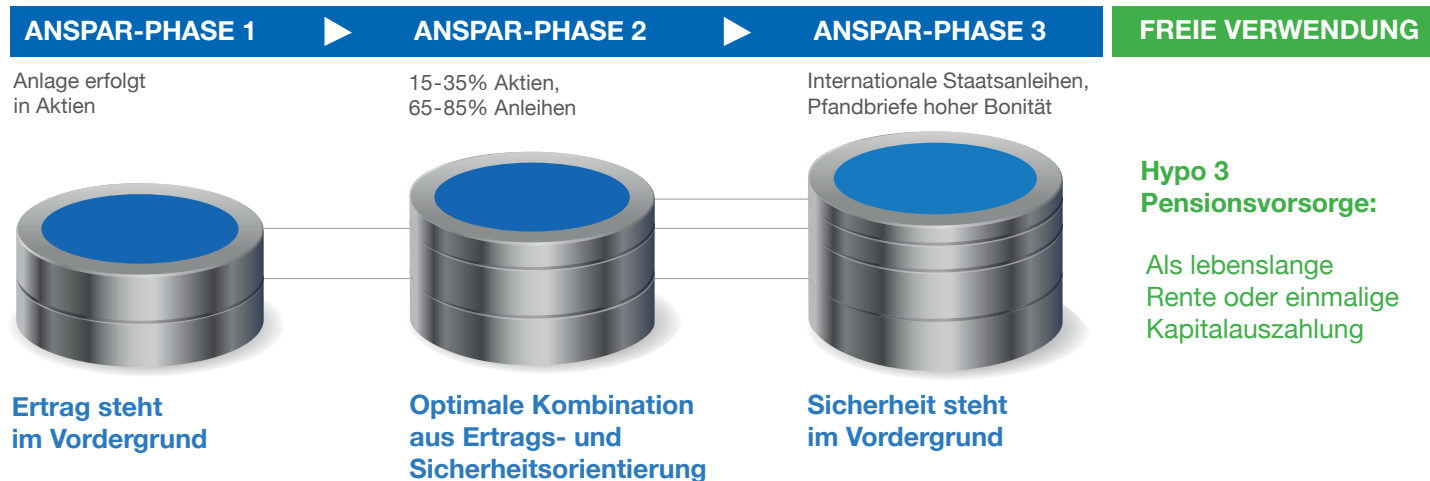 ANSPAR-PHASE 1
ANSPAR-PHASE 2
ANSPAR-PHASE 3
FREIE VERWENDUNG
Anlage erfolgt
in Aktien
15-35% Aktien,
65-85% Anleihen
Internationale Staatsanleihen,
Pfandbriefe hoher Bonität
Hypo 3
Pensionsvorsorge:
Als lebenslange
Rente oder einmalige
Kapitalauszahlung
Ertrag steht
im Vordergrund
Optimale Kombination
aus Ertrags- und
Sicherheitsorientierung
Sicherheit steht
im Vordergrund